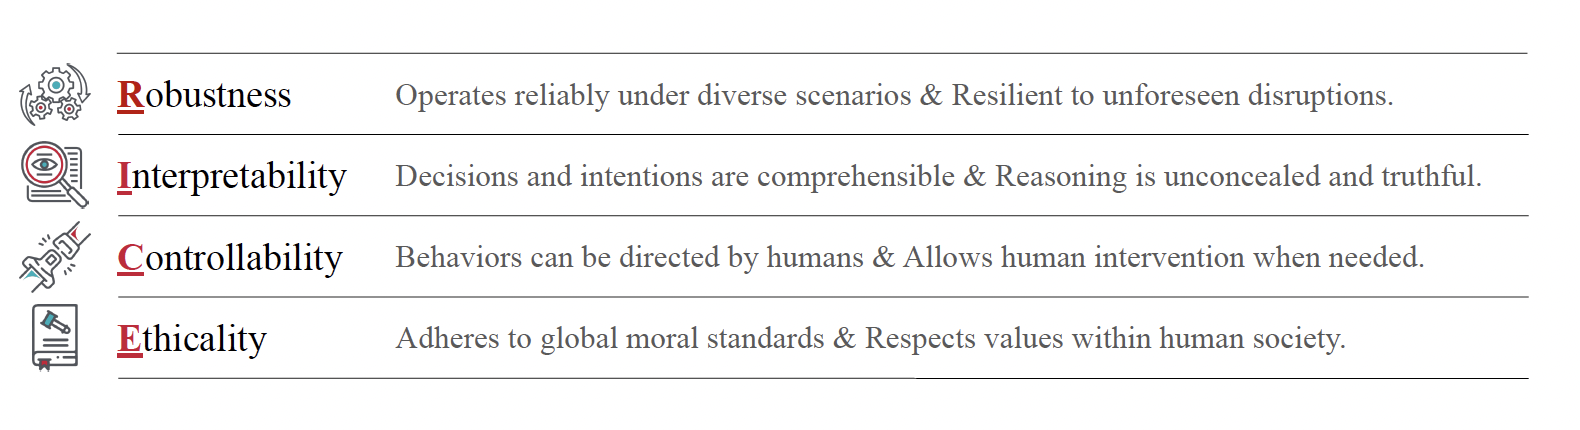 Robustness Operates reliably under diverse scenarios & Resilient to unforeseen disruptions.
Interpretability Decisions and intentions are comprehensible & Reasoning is unconcealed and truthful.
Controllability Behaviors can be directed by humans & Allows human intervention when needed.
Ethicality Adheres to global moral standards & Respects values within human society.